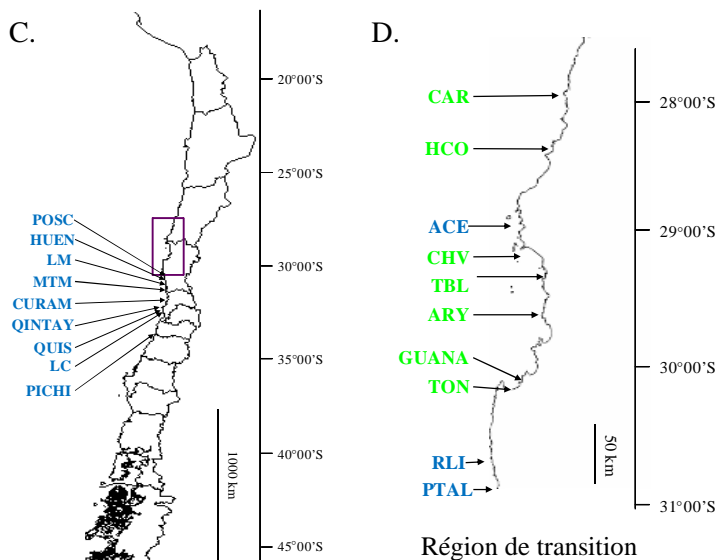 C.
20°00'S
25°00'S
POSC
HUEN
LM
30°00'S
MTM
CURAM
QINTAY
QUIS
35°00'S
LC
PICHI
40°00'S
1000 km
45°00'S
D.
CAR
28°00'S
HCO
ACE
29°00'S
CHV
TBL
ARY
GUANA
30°00'S
TON
50 km
RLI
PTAL
31°00'S
Région de transition